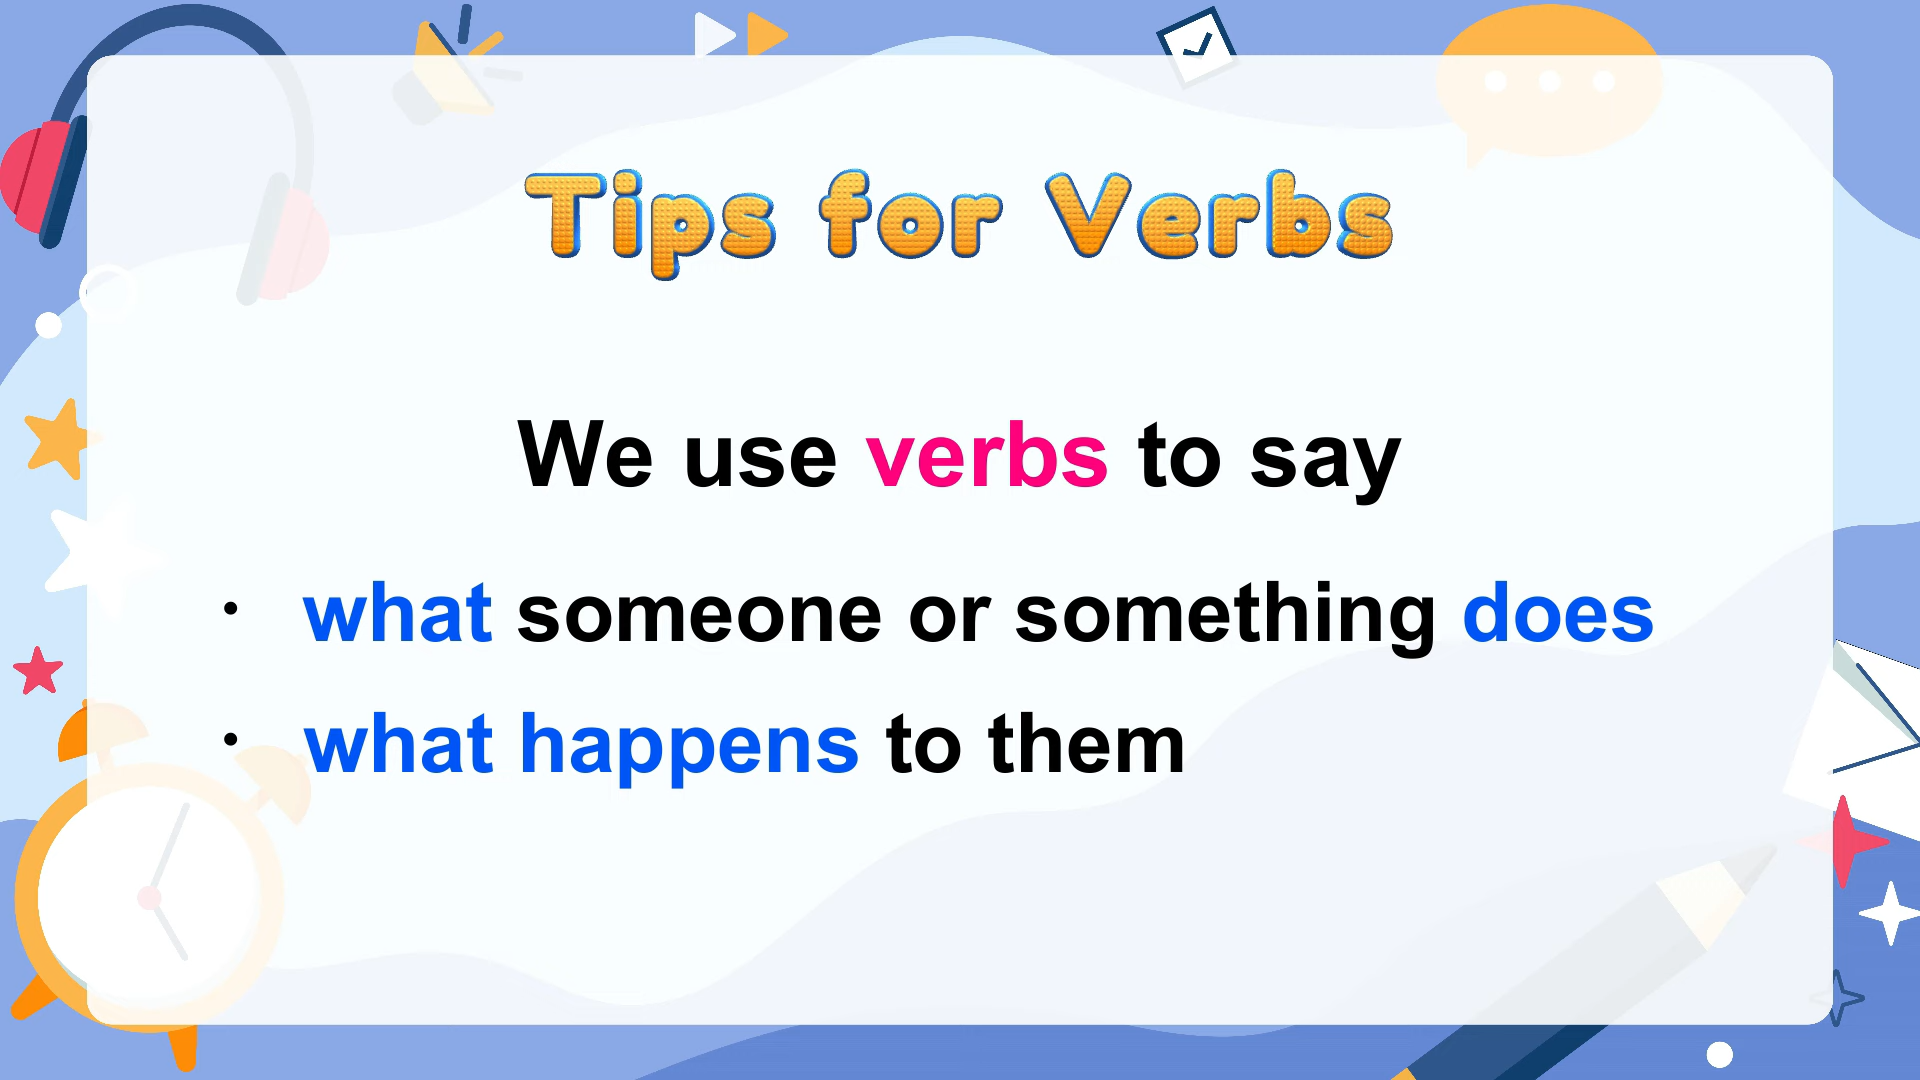 Tips for Verbs
We use verbs to say
· what someone or something does
· what happens to them